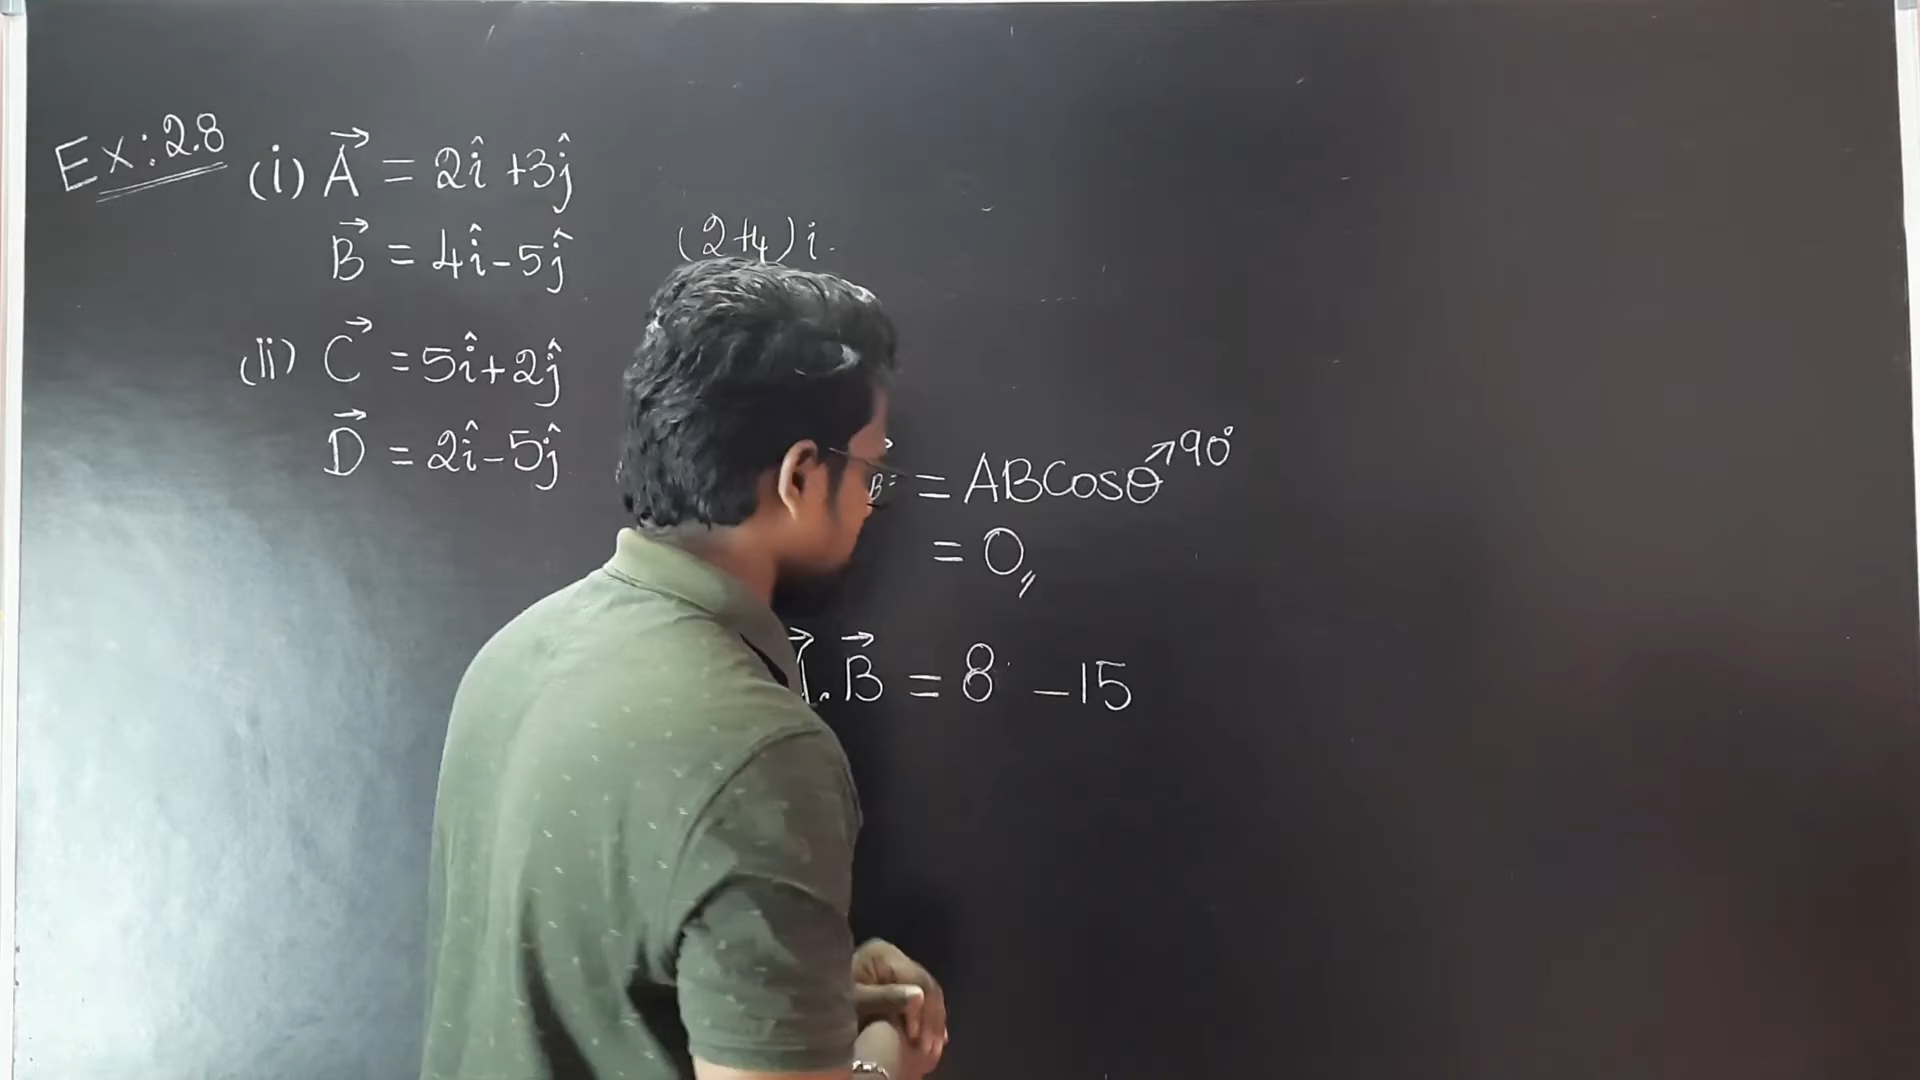 Ex: 2.8
(i) A⃗ = 2î + 3ĵ
B⃗ = 4î - 5ĵ
(2+4) i
(ii) C⃗ = 5î + 2ĵ
D⃗ = 2î - 5ĵ
B⃗ = ABCosθ ↗90°
= 0,,
.B⃗ = 8 - 15